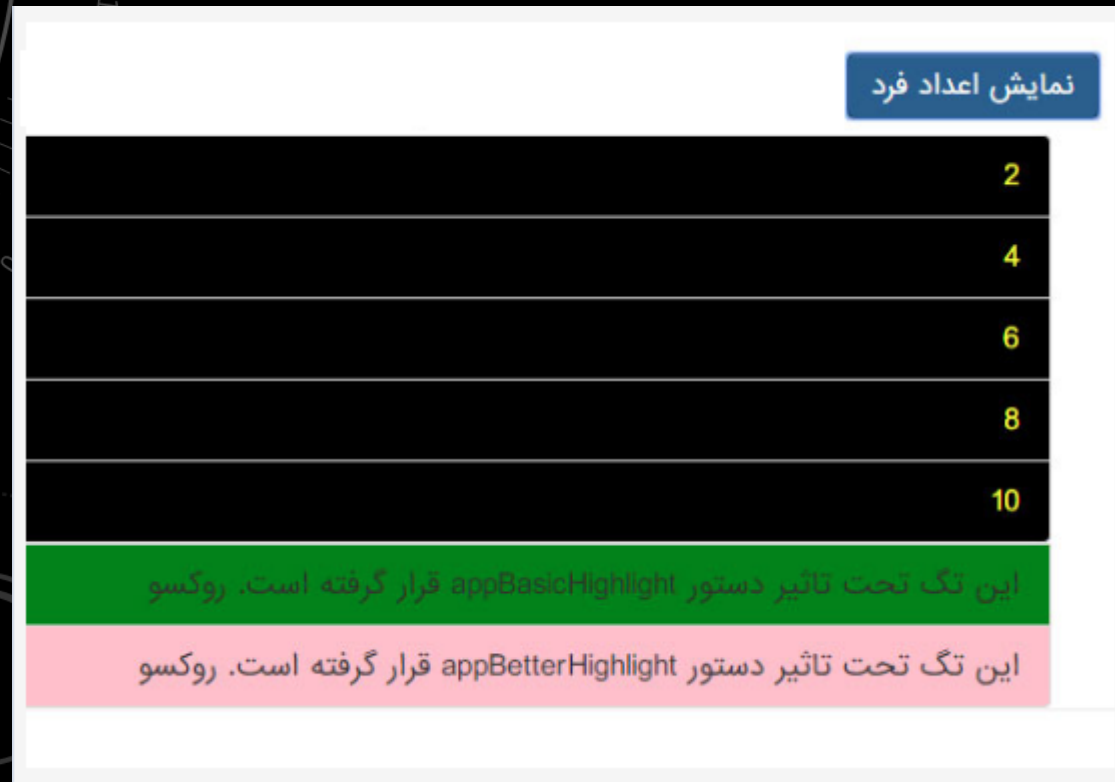 نمایش اعداد فرد
2
4
6
8
10
این تگ تحت تاثیر دستور appBasicHighlight قرار گرفته است. روکسو
این تگ تحت تاثیر دستور appBetterHighlight قرار گرفته است. روکسو